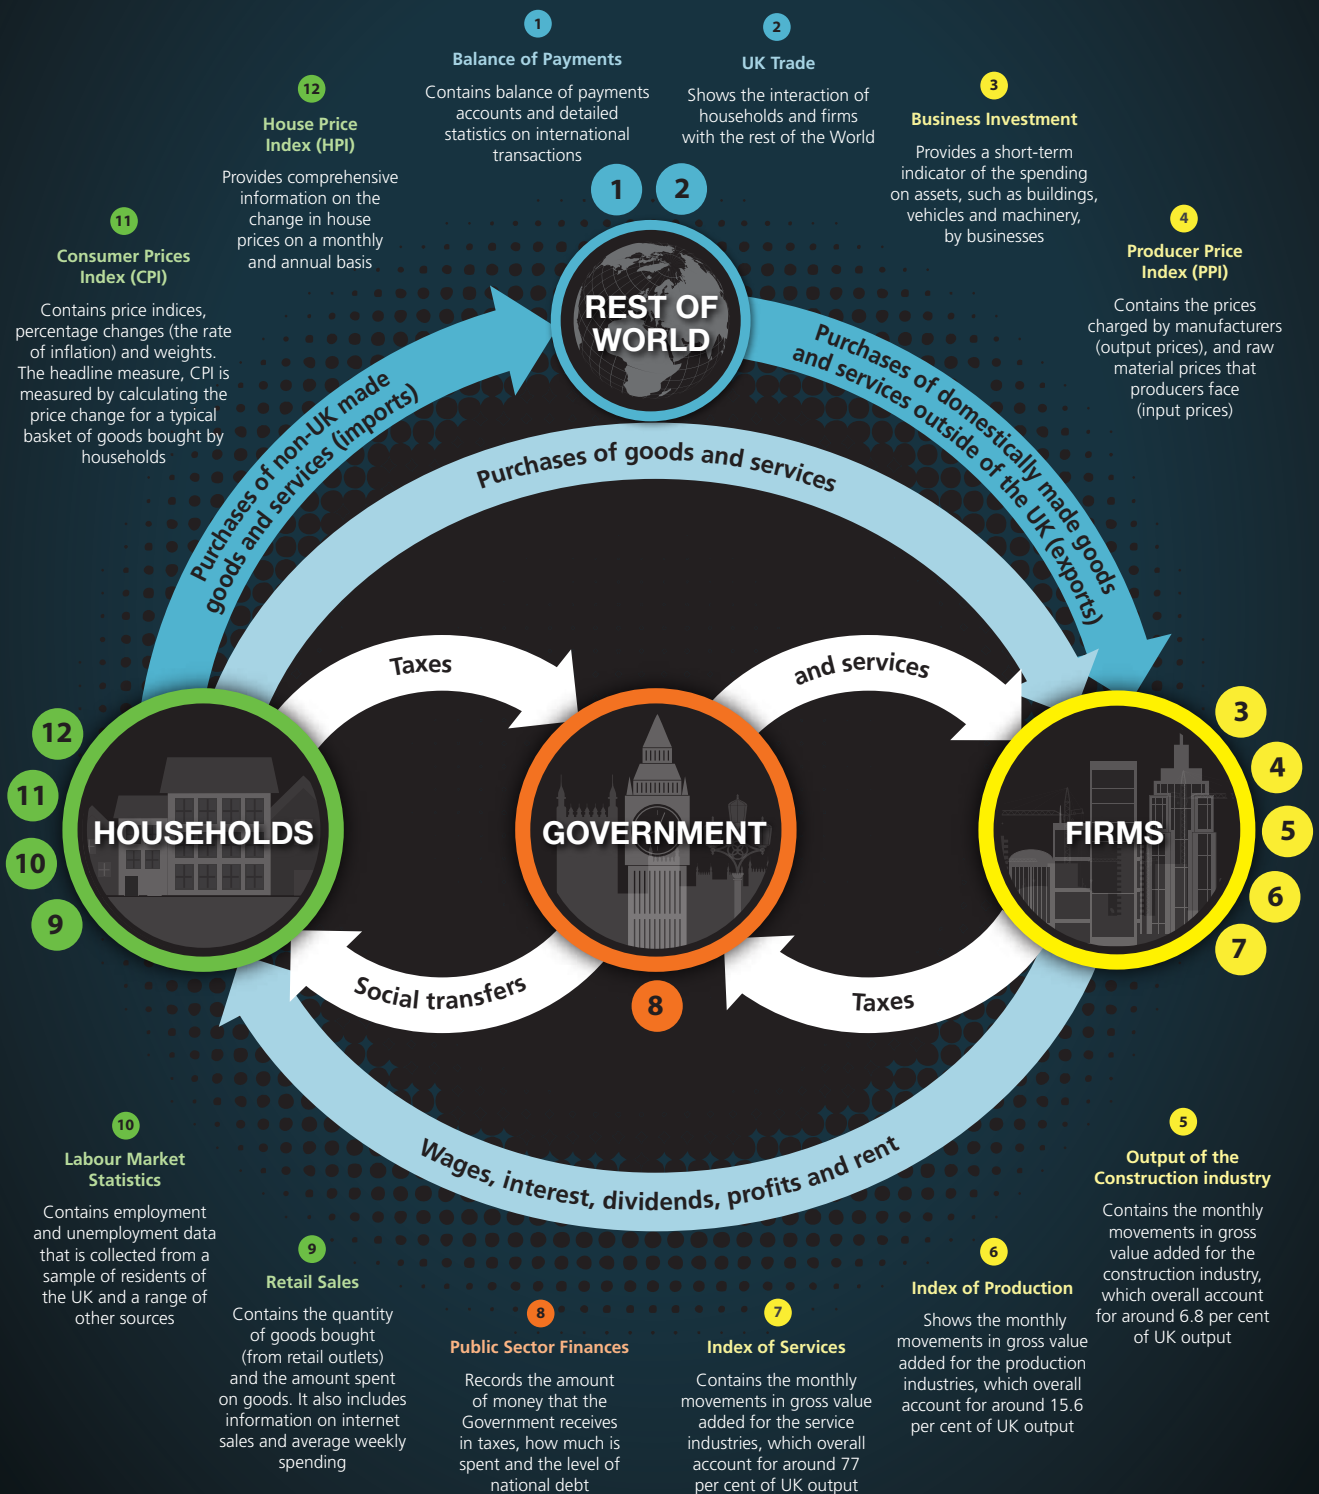 1
Balance of Payments
Contains balance of payments
accounts and detailed
statistics on international
transactions
2
UK Trade
Shows the interaction of
households and firms
with the rest of the World
3
Business Investment
Provides a short-term
indicator of the spending
on assets, such as buildings,
vehicles and machinery,
by businesses
4
Producer Price
Index (PPI)
Contains the prices
charged by manufacturers
(output prices), and raw
material prices that
producers face
(input prices)
12
House Price
Index (HPI)
Provides comprehensive
information on the
change in house
prices on a monthly
and annual basis
11
Consumer Prices
Index (CPI)
Contains price indices,
percentage changes (the rate
of inflation) and weights.
The headline measure, CPI is
measured by calculating the
price change for a typical
basket of goods bought by
households
1
2
REST OF
WORLD
Purchases of non-UK made
goods and services (imports)
Purchases of domestically made goods
and services outside of the UK (exports)
Purchases of goods and services
Taxes
and services
12
11
10
9
HOUSEHOLDS
GOVERNMENT
FIRMS
3
4
5
6
7
Social transfers
8
Taxes
Wages, interest, dividends, profits and rent
10
Labour Market
Statistics
Contains employment
and unemployment data
that is collected from a
sample of residents of
the UK and a range of
other sources
9
Retail Sales
Contains the quantity
of goods bought
(from retail outlets)
and the amount spent
on goods. It also includes
information on internet
sales and average weekly
spending
8
Public Sector Finances
Records the amount
of money that the
Government receives
in taxes, how much is
spent and the level of
national debt
7
Index of Services
Contains the monthly
movements in gross value
added for the service
industries, which overall
account for around 77
per cent of UK output
6
Index of Production
Shows the monthly
movements in gross value
added for the production
industries, which overall
account for around 15.6
per cent of UK output
5
Output of the
Construction industry
Contains the monthly
movements in gross
value added for the
construction industry,
which overall account
for around 6.8 per cent
of UK output